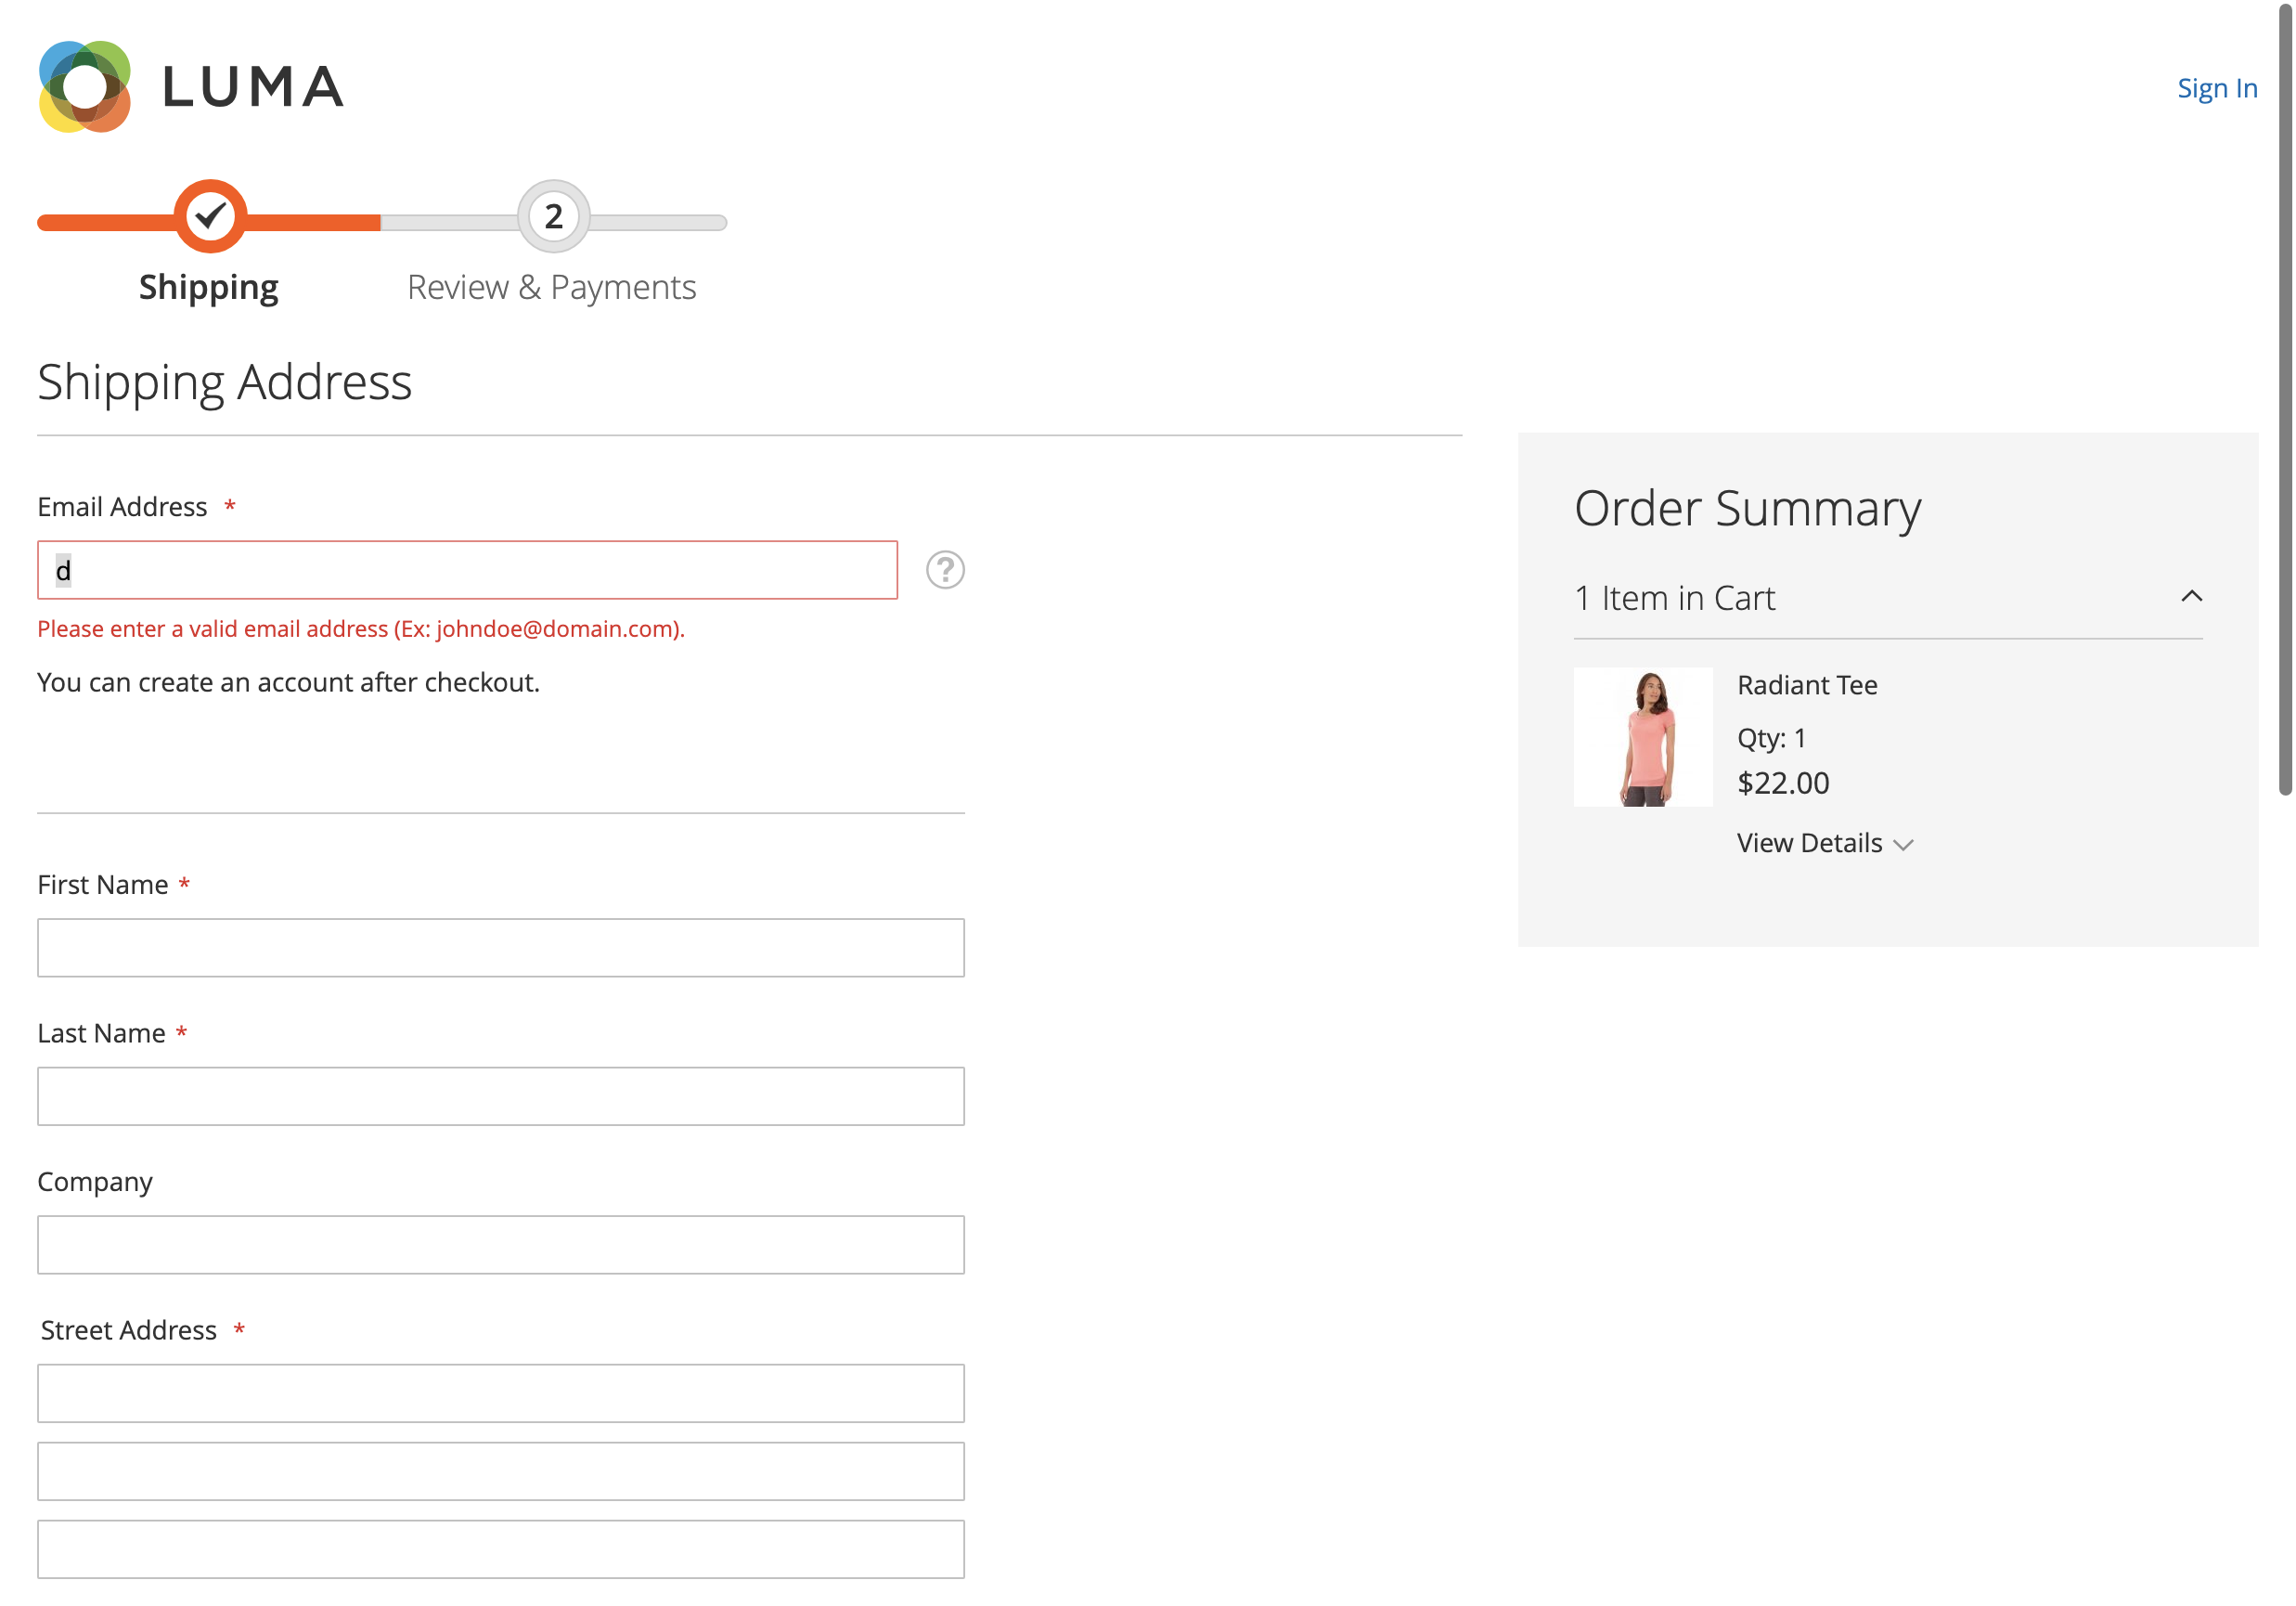 LUMA
Sign In
2
Shipping
Review & Payments
Shipping Address
Email Address *
d
?
Please enter a valid email address (Ex: johndoe@domain.com).
You can create an account after checkout.
First Name *
Last Name *
Company
Street Address *
Order Summary
1 Item in Cart
Radiant Tee
Qty: 1
$22.00
View Details